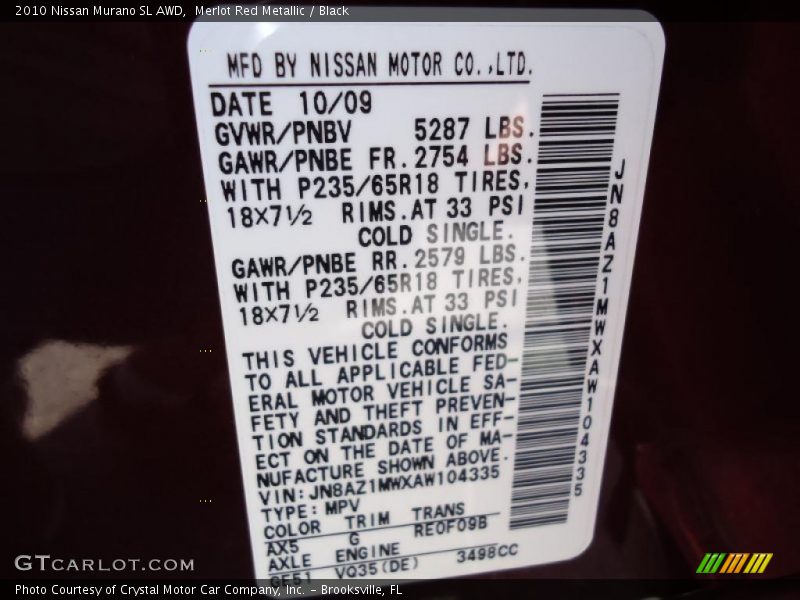 2010 Nissan Murano SL AWD,  Merlot Red Metallic / Black
MFD BY NISSAN MOTOR CO.,LTD.
DATE 10/09
GVWR/PNBV 5287 LBS.
GAWR/PNBE FR. 2754 LBS.
WITH P235/65R18 TIRES,
18X7½ RIMS. AT 33 PSI
COLD SINGLE.
GAWR/PNBE RR. 2579 LBS.
WITH P235/65R18 TIRES,
18X7½ RIMS. AT 33 PSI
COLD SINGLE.
THIS VEHICLE CONFORMS
TO ALL APPLICABLE FED-
ERAL MOTOR VEHICLE SA-
FETY AND THEFT PREVEN-
TION STANDARDS IN EFF-
ECT ON THE DATE OF MA-
NUFACTURE SHOWN ABOVE.
VIN: JN8AZ1MWXAW104335
TYPE: MPV
COLOR TRIM TRANS
AX5 G RE0F09B
AXLE ENGINE
GF51 VQ35(DE) 3498CC
JN8AZ1MWXAW104335
GTCARLOT.COM
Photo Courtesy of Crystal Motor Car Company, Inc. – Brooksville, FL